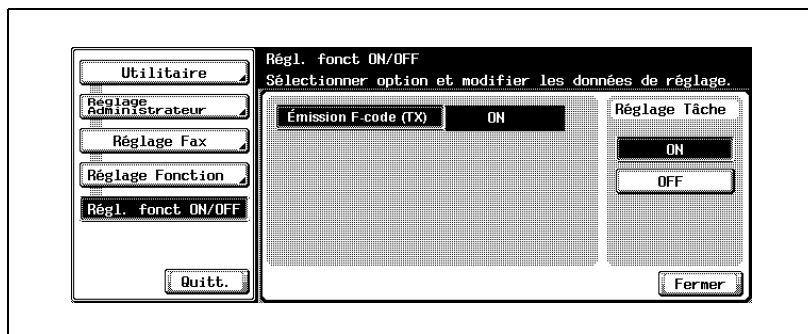 Utilitaire
Réglage
Administrateur
Réglage Fax
Réglage Fonction
Régl. fonct ON/OFF
Quitt.
Régl. fonct ON/OFF
Sélectionner option et modifier les données de réglage.
Émission F-code (TX) ON
Réglage Tâche
ON
OFF
Fermer